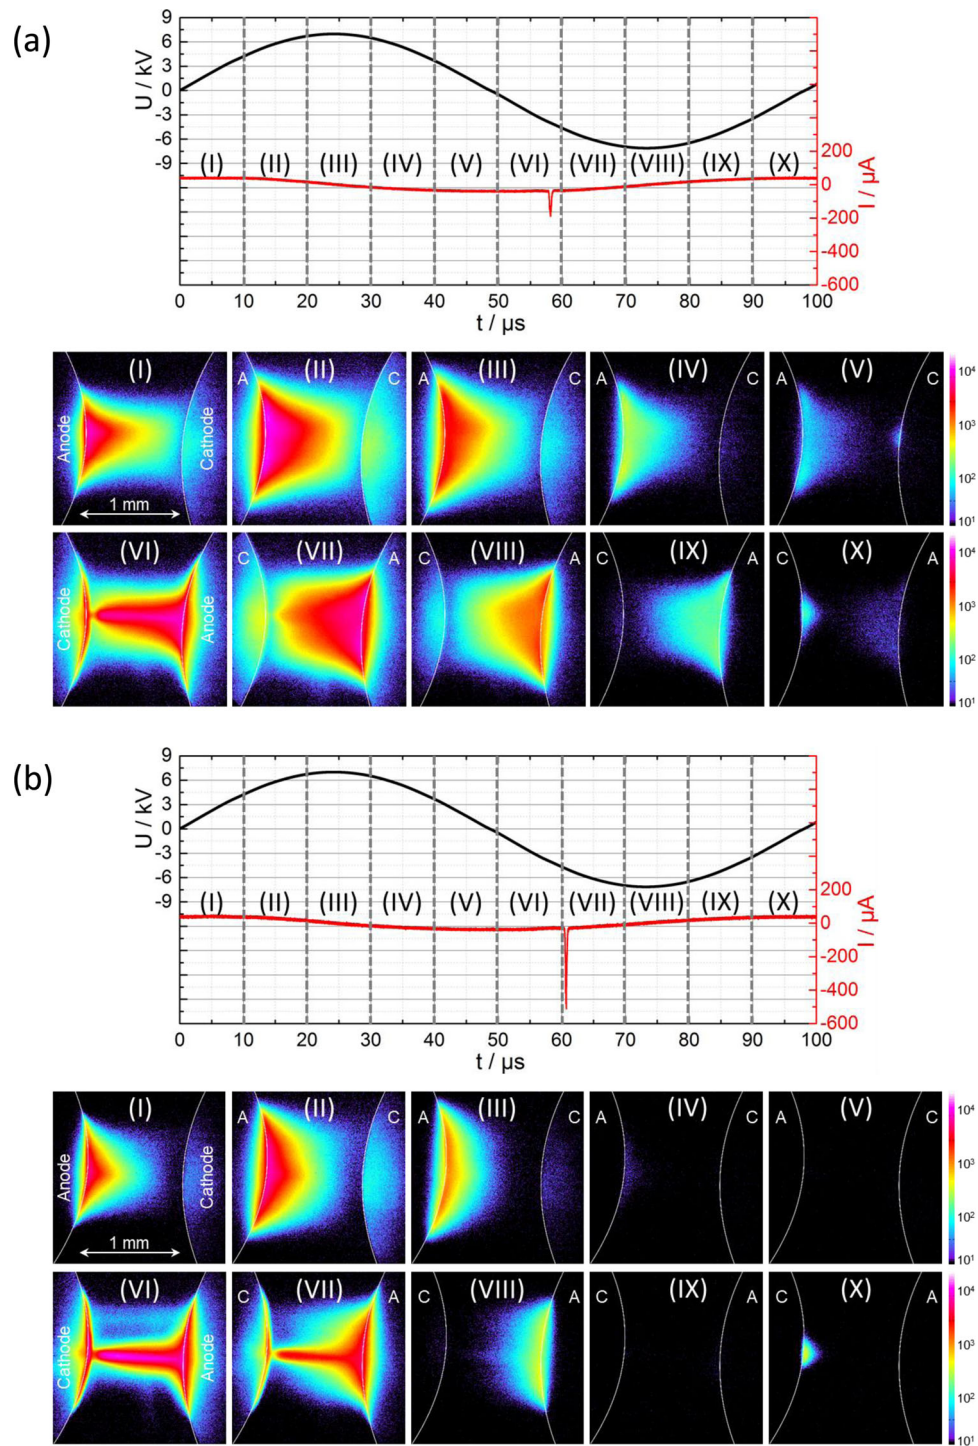 (a)
9
6
3
0
-3
-6
-9
U / kV
(I) (II) (III) (IV) (V) (VI) (VII) (VIII) (IX) (X)
200
0
-200
-400
-600
I / µA
0 10 20 30 40 50 60 70 80 90 100
t / µs
(I) (II) (III) (IV) (V)
Anode Cathode A C A C A C A C
1 mm
10⁴
10³
10²
10¹
(VI) (VII) (VIII) (IX) (X)
Cathode Anode C A C A C A C A
10⁴
10³
10²
10¹
(b)
9
6
3
0
-3
-6
-9
U / kV
(I) (II) (III) (IV) (V) (VI) (VII) (VIII) (IX) (X)
200
0
-200
-400
-600
I / µA
0 10 20 30 40 50 60 70 80 90 100
t / µs
(I) (II) (III) (IV) (V)
Anode Cathode A C A C A C A C
1 mm
10⁴
10³
10²
10¹
(VI) (VII) (VIII) (IX) (X)
Cathode Anode C A C A C A C A
10⁴
10³
10²
10¹